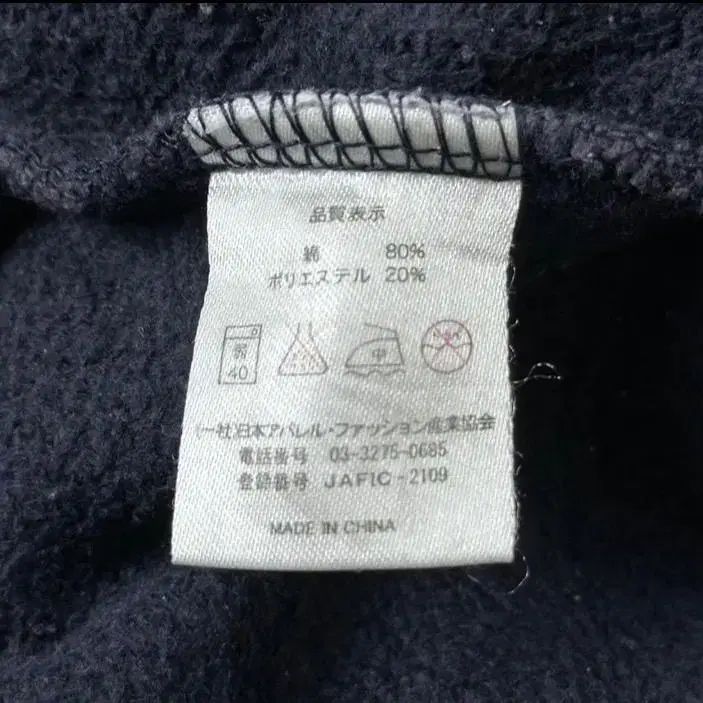 品質表示
綿 80%
ポリエステル 20%
弱
40
中
(一社)日本アパレル・ファッション産業協会
電話番号 03-3275-0685
登録番号 JAFIC-2109
MADE IN CHINA